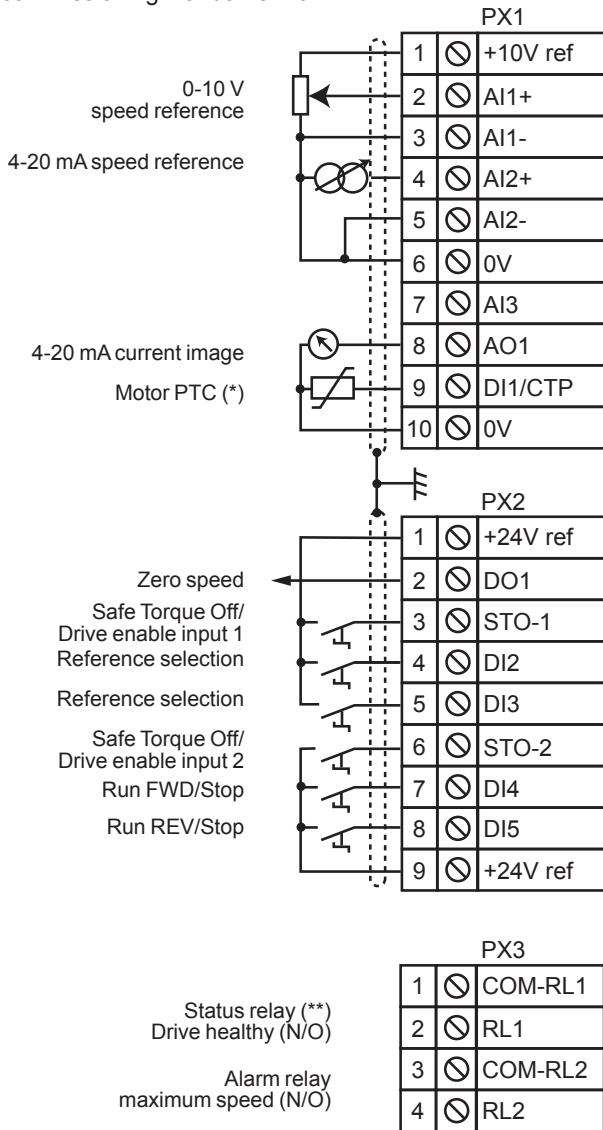 PX1
1 +10V ref
0-10 V
speed reference
2 AI1+
3 AI1-
4-20 mA speed reference
4 AI2+
5 AI2-
6 0V
7 AI3
4-20 mA current image
8 AO1
Motor PTC (*)
9 DI1/CTP
10 0V
PX2
1 +24V ref
Zero speed
2 DO1
Safe Torque Off/
Drive enable input 1
3 STO-1
Reference selection
4 DI2
Reference selection
5 DI3
Safe Torque Off/
Drive enable input 2
6 STO-2
Run FWD/Stop
7 DI4
Run REV/Stop
8 DI5
9 +24V ref
PX3
1 COM-RL1
Status relay (**)
Drive healthy (N/O)
2 RL1
3 COM-RL2
Alarm relay
maximum speed (N/O)
4 RL2